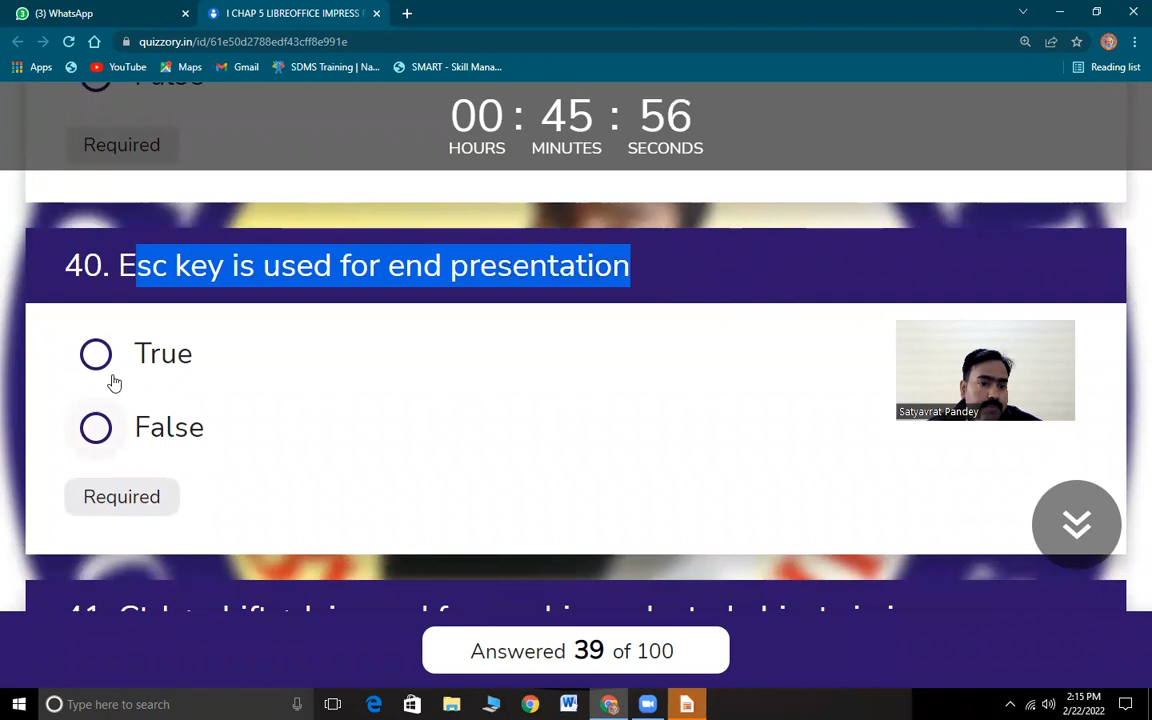 (3) WhatsApp
I CHAP 5 LIBREOFFICE IMPRESS
quizzory.in/id/61e50d2788edf43cff8e991e
Apps YouTube Maps Gmail SDMS Training | Na... SMART - Skill Mana... Reading list
False
00 : 45 : 56
HOURS MINUTES SECONDS
Required
40. Esc key is used for end presentation
True
False
Satyavrat Pandey
Required
Answered 39 of 100
Type here to search
2:15 PM
2/22/2022